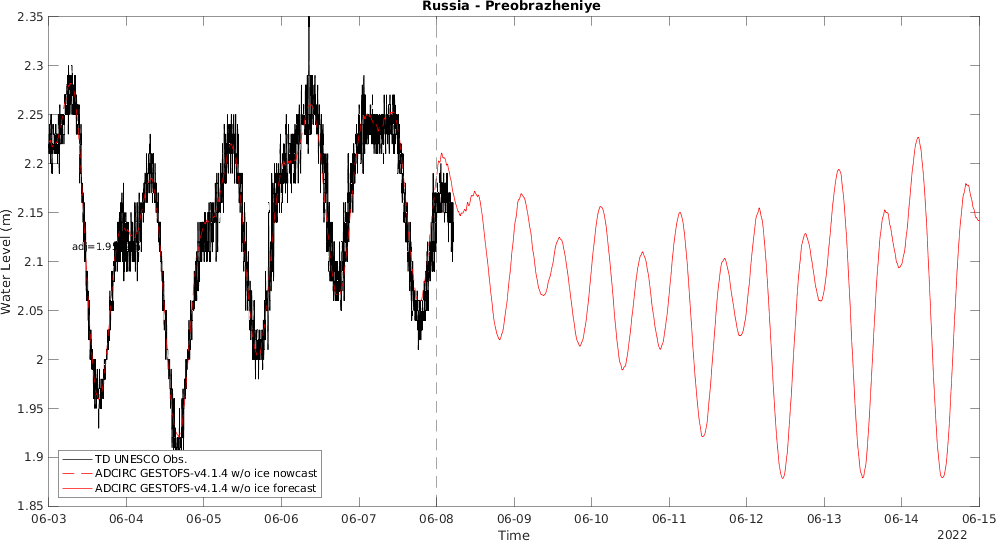 Russia - Preobrazheniye
2.35
2.3
2.25
2.2
2.15
2.1
2.05
2
1.95
1.9
1.85
Water Level (m)
adj=1.9
TD UNESCO Obs.
ADCIRC GESTOFS-v4.1.4 w/o ice nowcast
ADCIRC GESTOFS-v4.1.4 w/o ice forecast
06-03 06-04 06-05 06-06 06-07 06-08 06-09 06-10 06-11 06-12 06-13 06-14 06-15
Time
2022